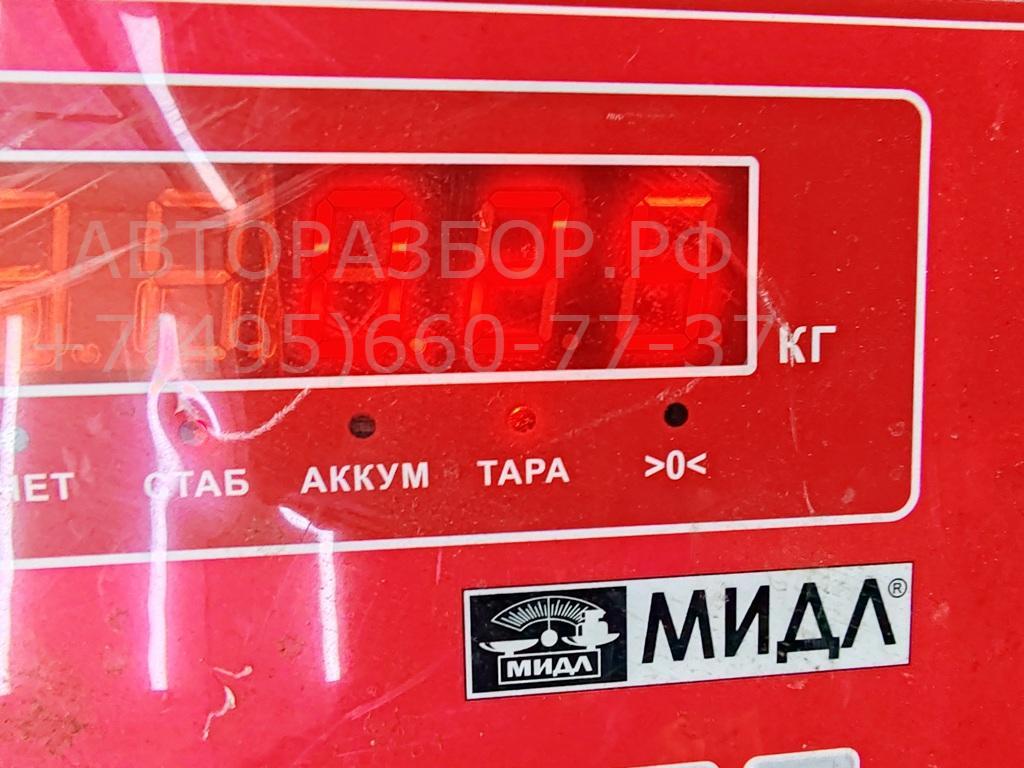 АВТОРАЗБОР.РФ
+7(495)660-77-37
КГ
СТАБ АККУМ ТАРА >0<
МИДЛ МИДЛ®